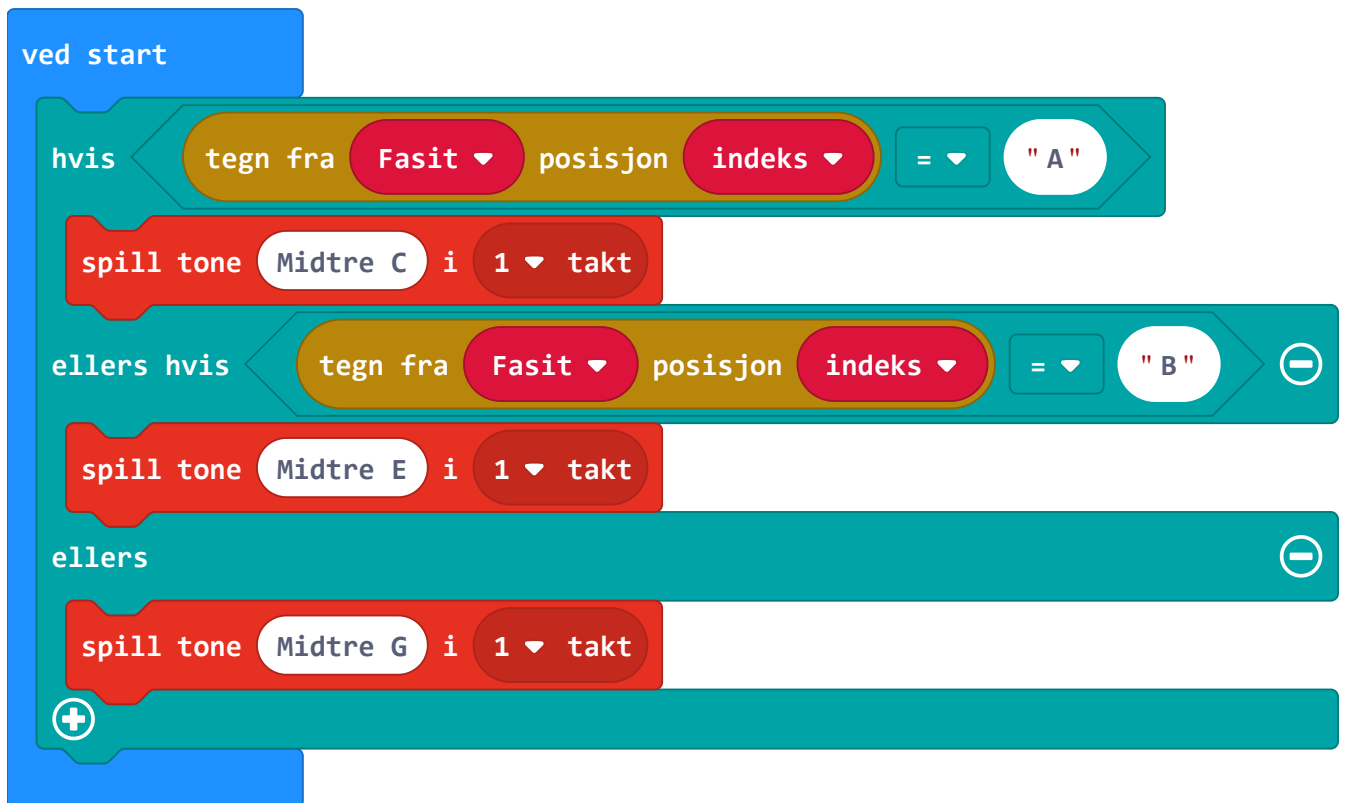 ved start
hvis tegn fra Fasit posisjon indeks = "A"
spill tone Midtre C i 1 takt
ellers hvis tegn fra Fasit posisjon indeks = "B"
spill tone Midtre E i 1 takt
ellers
spill tone Midtre G i 1 takt